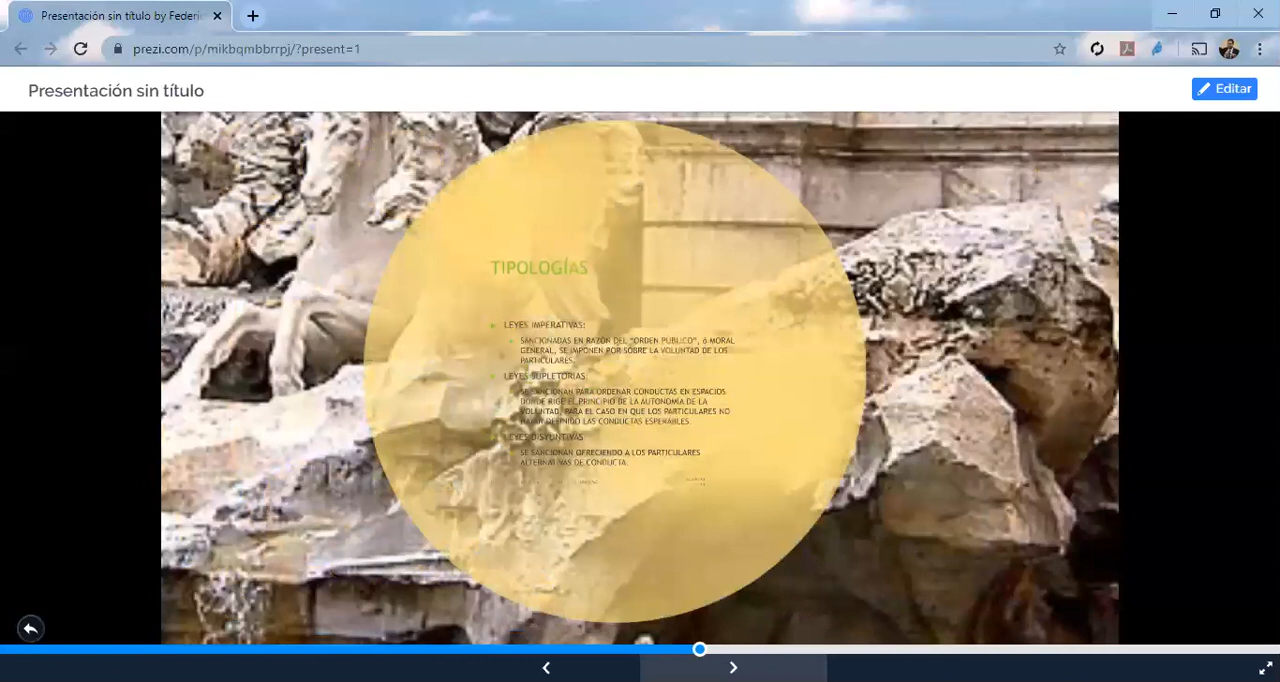 Presentación sin título by Federic
prezi.com/p/mikbqmbbrrpj/?present=1
Presentación sin título
Editar
TIPOLOGÍAS
LEYES IMPERATIVAS:
SANCIONADAS EN RAZÓN DEL "ORDEN PUBLICO", ó MORAL
GENERAL, SE IMPONEN POR SOBRE LA VOLUNTAD DE LOS
PARTICULARES.
LEYES SUPLETORIAS:
SE SANCIONAN PARA ORDENAR CONDUCTAS EN ESPACIOS
DONDE RIGE EL PRINCIPIO DE LA AUTONOMÍA DE LA
VOLUNTAD, PARA EL CASO EN QUE LOS PARTICULARES NO
HAYAN DEFINIDO LAS CONDUCTAS ESPERABLES.
LEYES DISYUNTIVAS
SE SANCIONAN OFRECIENDO A LOS PARTICULARES
ALTERNATIVAS DE CONDUCTA.